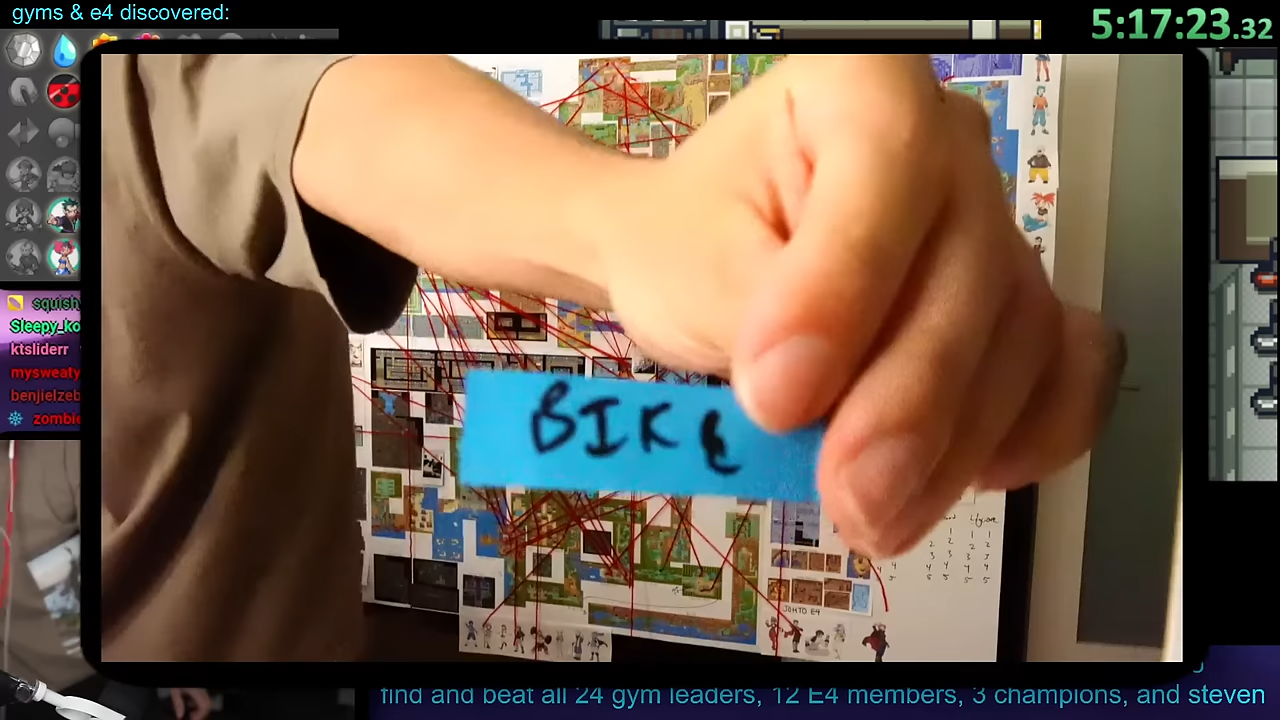 gyms & e4 discovered:
5:17:23.32
squish
Sleepy_ko
ktsliderr
mysweaty
benjielzeb
zombie
BIKE
JOHTO E4
find and beat all 24 gym leaders, 12 E4 members, 3 champions, and steven